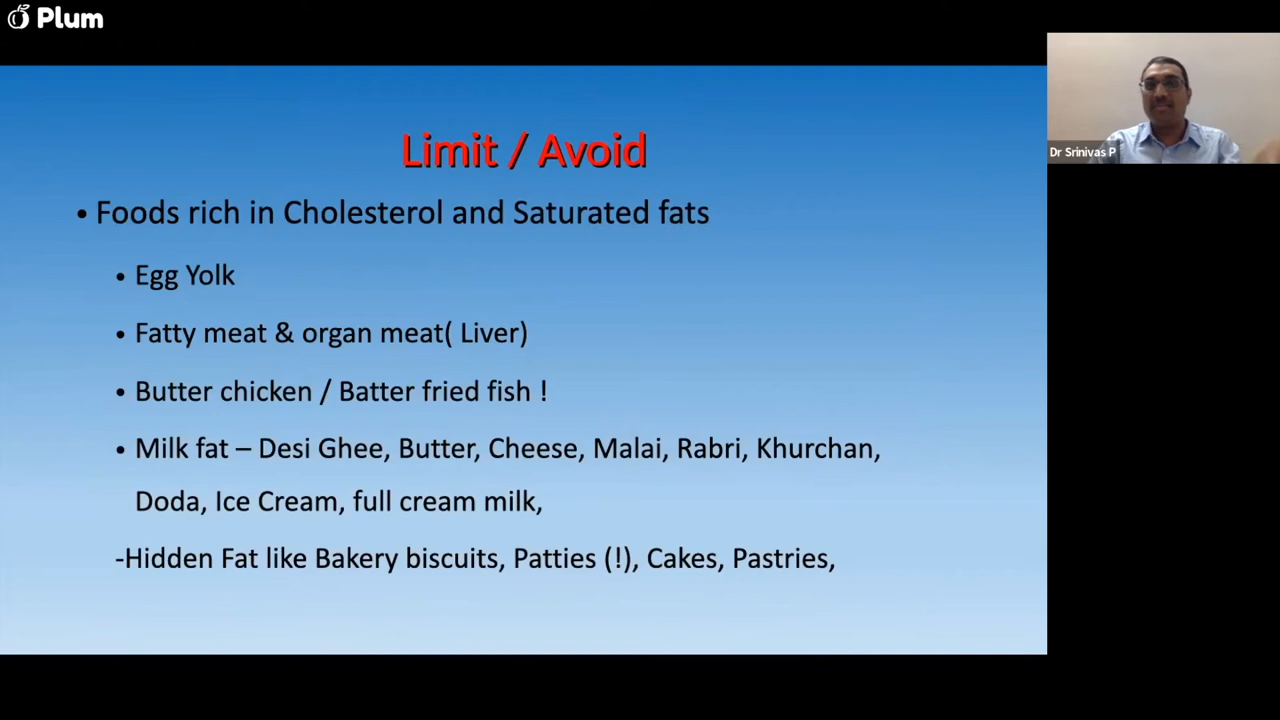 Plum
Limit / Avoid
• Foods rich in Cholesterol and Saturated fats
• Egg Yolk
• Fatty meat & organ meat( Liver)
• Butter chicken / Batter fried fish !
• Milk fat – Desi Ghee, Butter, Cheese, Malai, Rabri, Khurchan,
Doda, Ice Cream, full cream milk,
-Hidden Fat like Bakery biscuits, Patties (!), Cakes, Pastries,
Dr Srinivas P